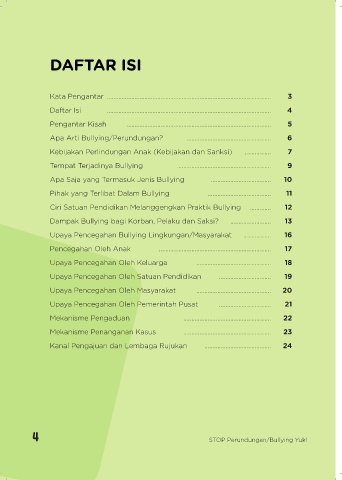 DAFTAR ISI
Kata Pengantar ........ 3
Daftar Isi ........ 4
Pengantar Kisah ........ 5
Apa Arti Bullying/Perundungan? ........ 6
Kebijakan Perlindungan Anak (Kebijakan dan Sanksi) ........ 7
Tempat Terjadinya Bullying ........ 9
Apa Saja yang Termasuk Jenis Bullying ........ 10
Pihak yang Terlibat Dalam Bullying ........ 11
Ciri Satuan Pendidikan Melanggengkan Praktik Bullying ........ 12
Dampak Bullying bagi Korban, Pelaku dan Saksi? ........ 13
Upaya Pencegahan Bullying Lingkungan/Masyarakat ........ 16
Pencegahan Oleh Anak ........ 17
Upaya Pencegahan Oleh Keluarga ........ 18
Upaya Pencegahan Oleh Satuan Pendidikan ........ 19
Upaya Pencegahan Oleh Masyarakat ........ 20
Upaya Pencegahan Oleh Pemerintah Pusat ........ 21
Mekanisme Pengaduan ........ 22
Mekanisme Penanganan Kasus ........ 23
Kanal Pengajuan dan Lembaga Rujukan ........ 24
4
STOP Perundungan/Bullying Yuk!